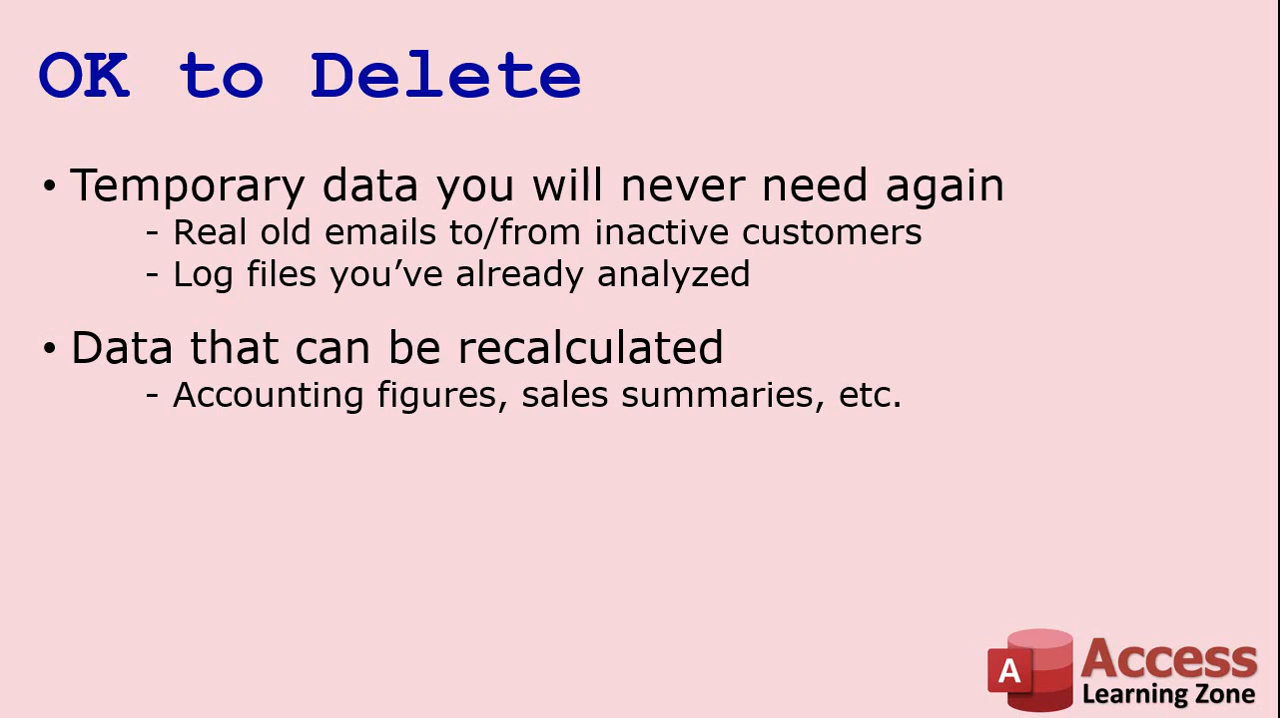 OK to Delete
• Temporary data you will never need again
- Real old emails to/from inactive customers
- Log files you’ve already analyzed
• Data that can be recalculated
- Accounting figures, sales summaries, etc.
A
Access
Learning Zone